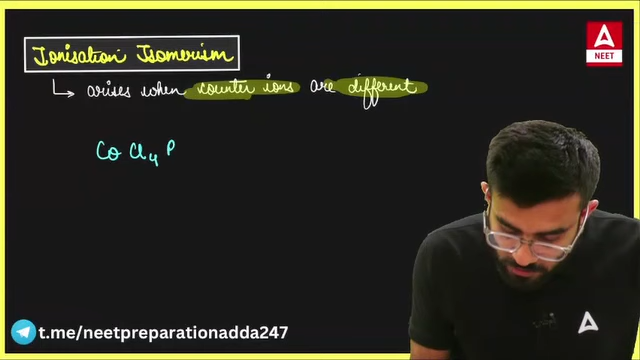 Ionisation Isomerism
↳ arises when counter ions are different
A
NEET
Co Cl₄ P
A
t.me/neetpreparationadda247